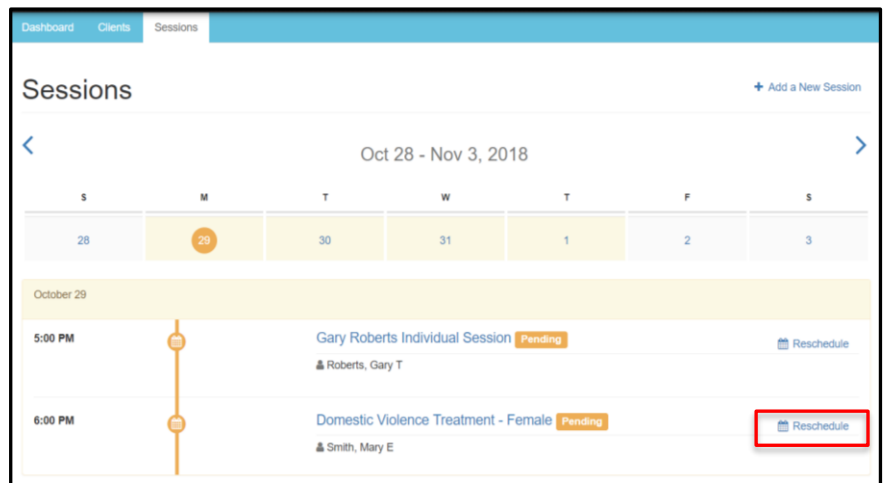 Dashboard Clients Sessions
Sessions
+ Add a New Session
Oct 28 - Nov 3, 2018
S M T W T F S
28 29 30 31 1 2 3
October 29
5:00 PM Gary Roberts Individual Session Pending Reschedule
Roberts, Gary T
6:00 PM Domestic Violence Treatment - Female Pending Reschedule
Smith, Mary E